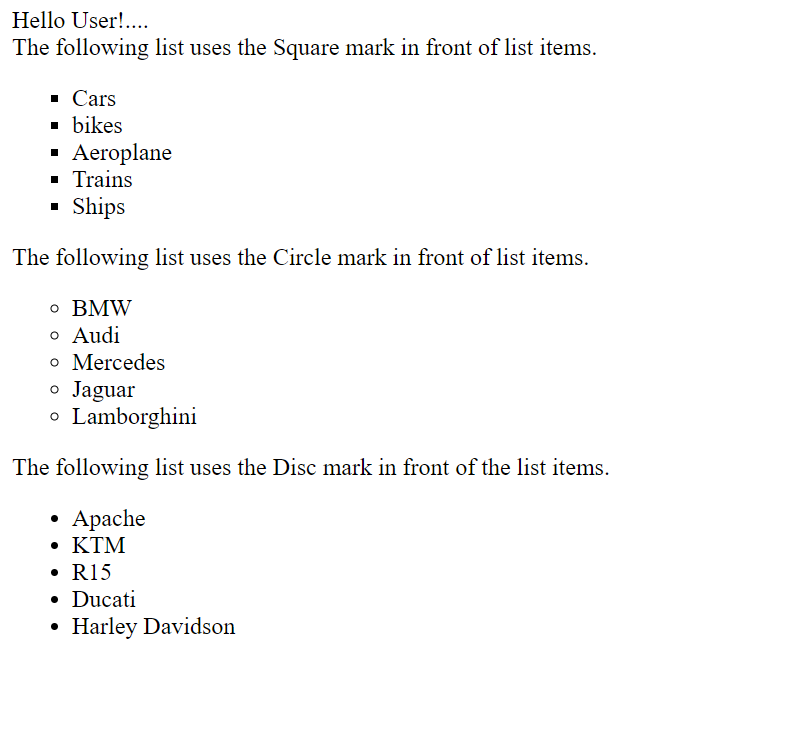 Hello User!....
The following list uses the Square mark in front of list items.
Cars
bikes
Aeroplane
Trains
Ships
The following list uses the Circle mark in front of list items.
BMW
Audi
Mercedes
Jaguar
Lamborghini
The following list uses the Disc mark in front of the list items.
Apache
KTM
R15
Ducati
Harley Davidson